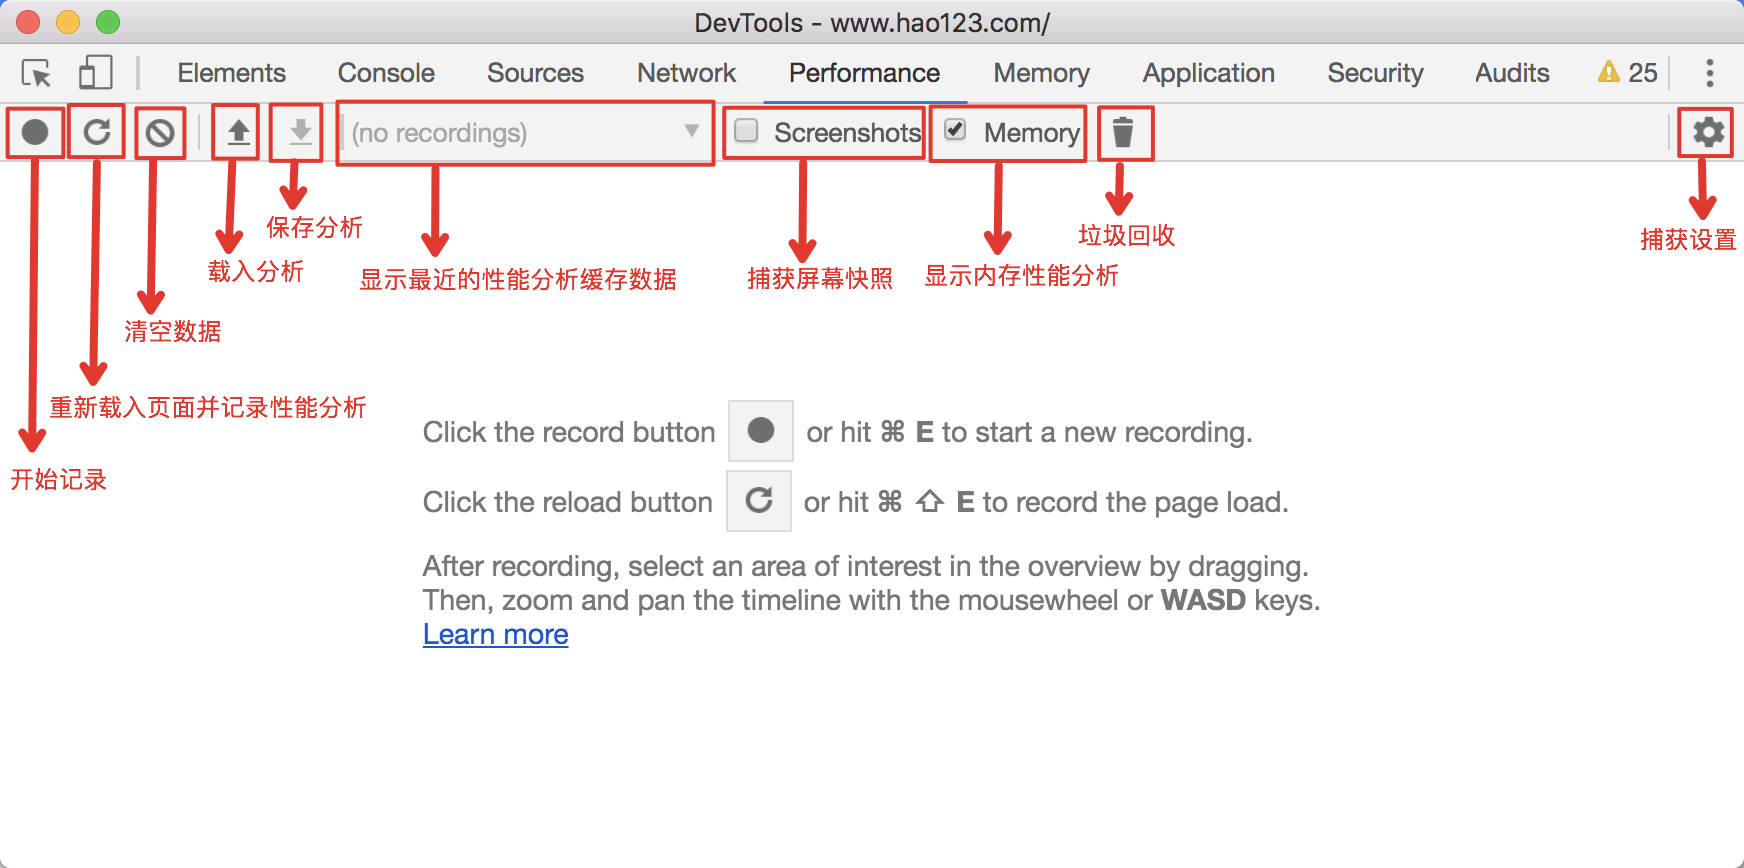 DevTools - www.hao123.com/
Elements Console Sources Network Performance Memory Application Security Audits 25
(no recordings) Screenshots Memory
保存分析
垃圾回收
捕获设置
载入分析
显示最近的性能分析缓存数据
捕获屏幕快照
显示内存性能分析
清空数据
重新载入页面并记录性能分析
开始记录
Click the record button or hit ⌘ E to start a new recording.
Click the reload button or hit ⌘ ⇧ E to record the page load.
After recording, select an area of interest in the overview by dragging.
Then, zoom and pan the timeline with the mousewheel or WASD keys.
Learn more